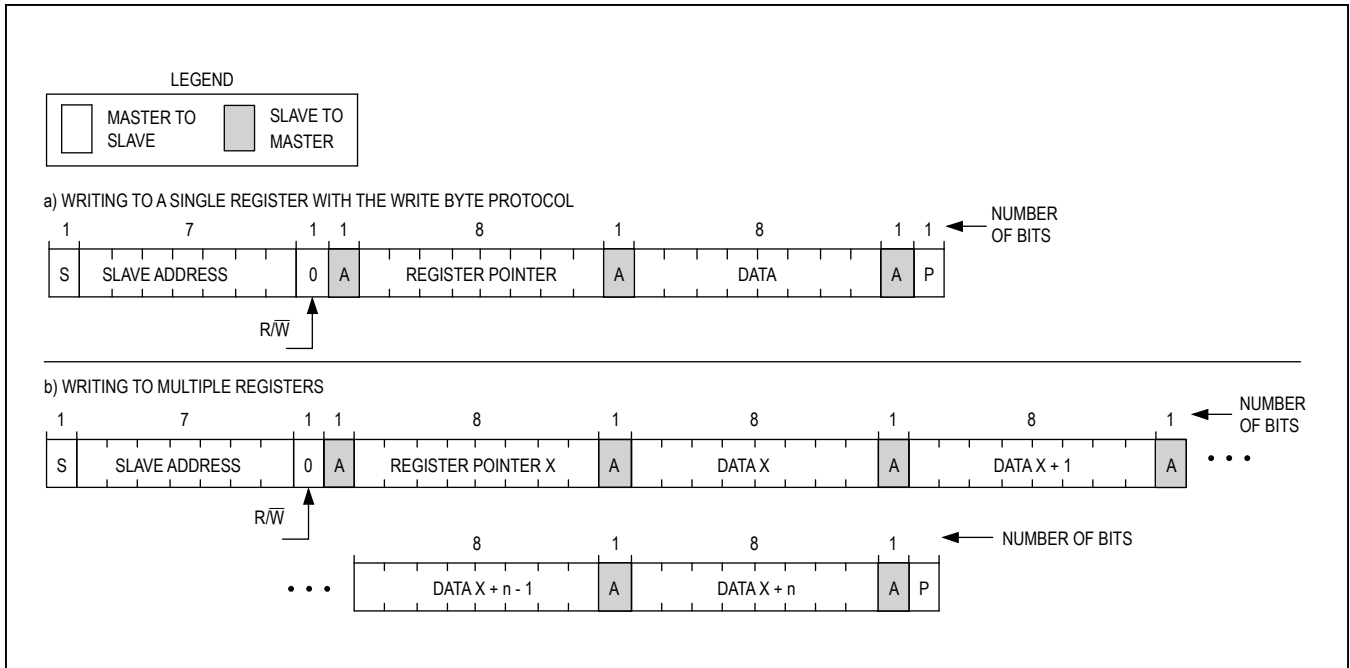 LEGEND
MASTER TO
SLAVE
SLAVE TO
MASTER
a) WRITING TO A SINGLE REGISTER WITH THE WRITE BYTE PROTOCOL
1 7 1 1 8 1 8 1 1 NUMBER
OF BITS
S SLAVE ADDRESS 0 A REGISTER POINTER A DATA A P
R/W̅
b) WRITING TO MULTIPLE REGISTERS
1 7 1 1 8 1 8 1 8 1 NUMBER
OF BITS
S SLAVE ADDRESS 0 A REGISTER POINTER X A DATA X A DATA X + 1 A • • •
R/W̅
8 1 8 1 NUMBER OF BITS
• • • DATA X + n - 1 A DATA X + n A P